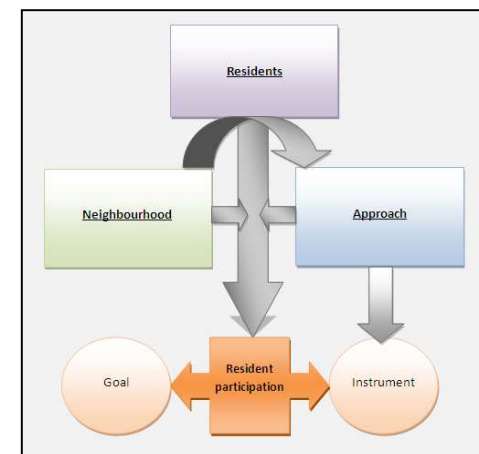 Residents
Neighbourhood
Approach
Goal
Resident
participation
Instrument